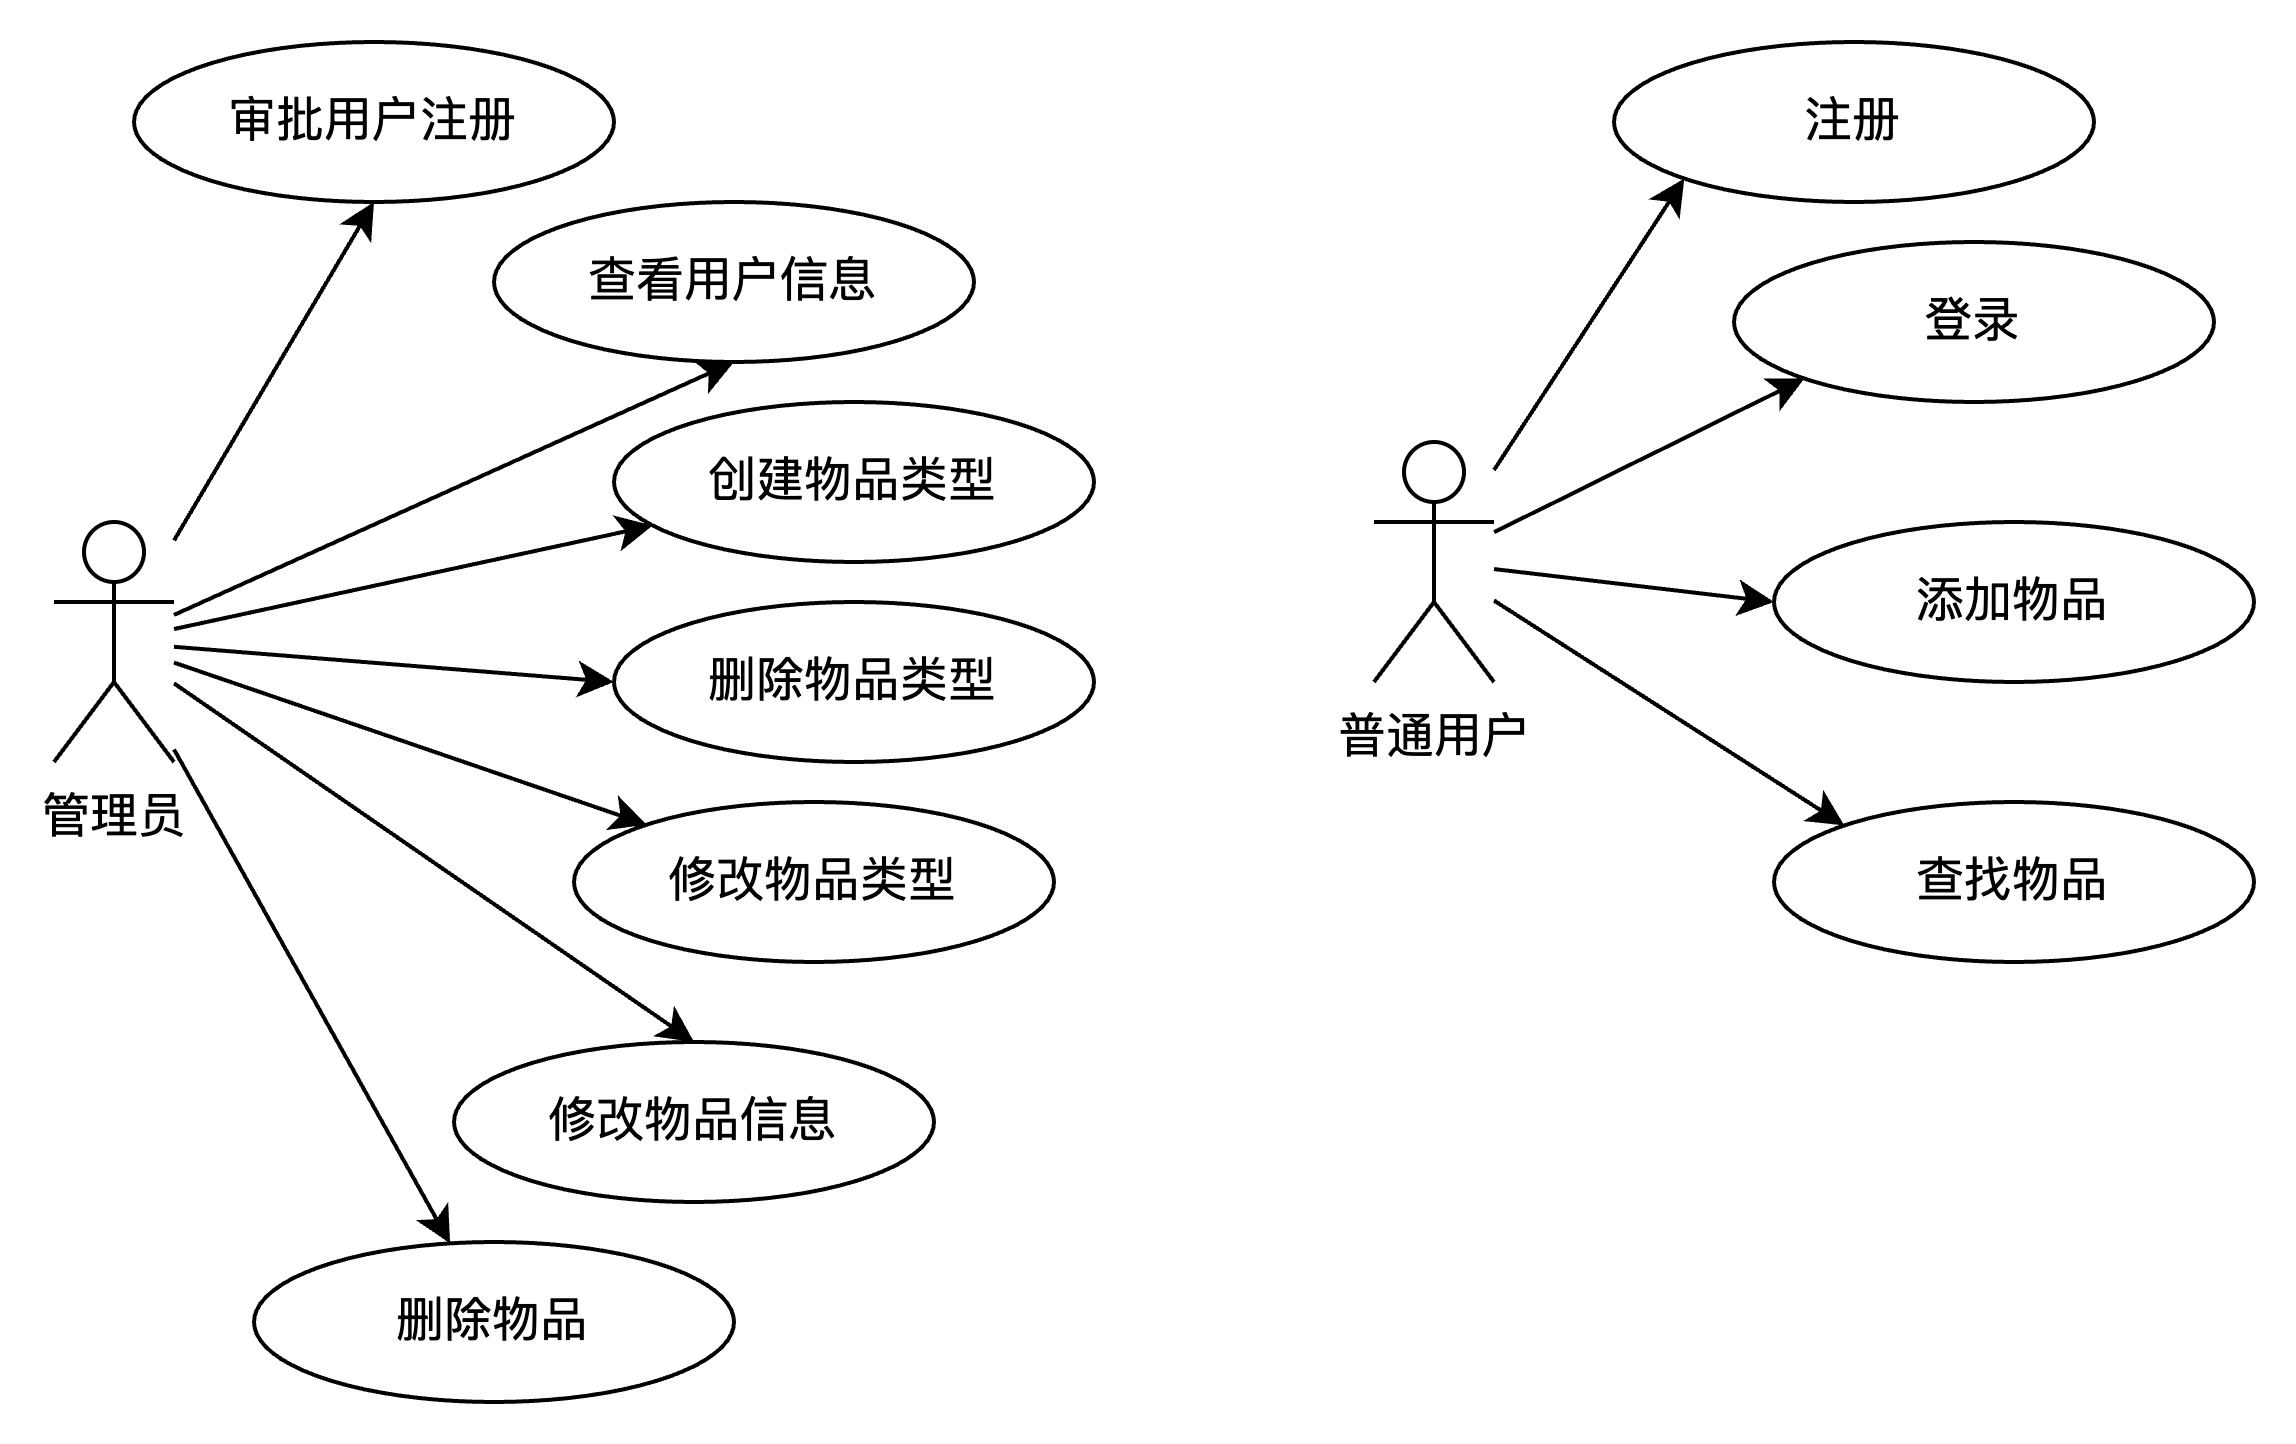 审批用户注册
查看用户信息
创建物品类型
删除物品类型
修改物品类型
修改物品信息
删除物品
管理员
注册
登录
添加物品
查找物品
普通用户